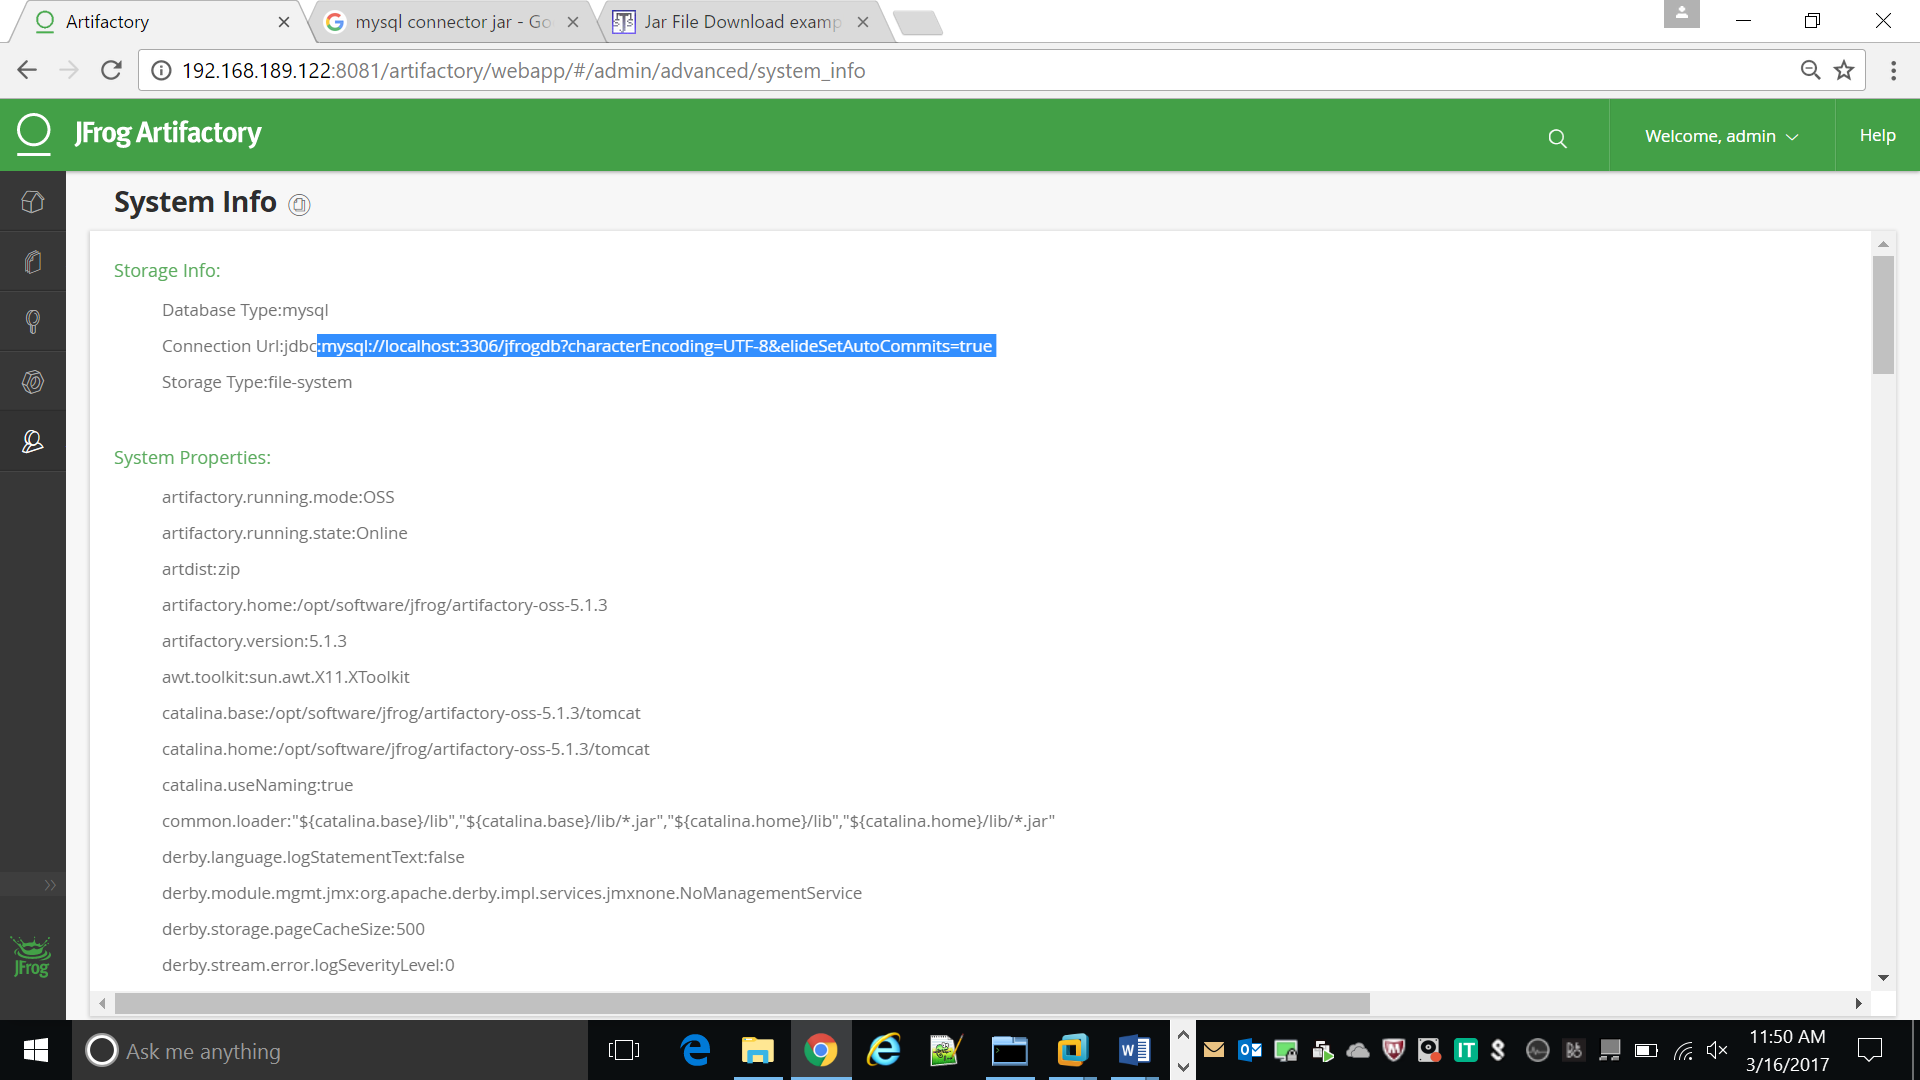 Artifactory
mysql connector jar - Go
Jar File Download examp
192.168.189.122:8081/artifactory/webapp/#/admin/advanced/system_info
JFrog Artifactory
Welcome, admin
Help
System Info
Storage Info:
Database Type:mysql
Connection Url:jdbc:mysql://localhost:3306/jfrogdb?characterEncoding=UTF-8&elideSetAutoCommits=true
Storage Type:file-system
System Properties:
artifactory.running.mode:OSS
artifactory.running.state:Online
artdist:zip
artifactory.home:/opt/software/jfrog/artifactory-oss-5.1.3
artifactory.version:5.1.3
awt.toolkit:sun.awt.X11.XToolkit
catalina.base:/opt/software/jfrog/artifactory-oss-5.1.3/tomcat
catalina.home:/opt/software/jfrog/artifactory-oss-5.1.3/tomcat
catalina.useNaming:true
common.loader:"${catalina.base}/lib","${catalina.base}/lib/*.jar","${catalina.home}/lib","${catalina.home}/lib/*.jar"
derby.language.logStatementText:false
derby.module.mgmt.jmx:org.apache.derby.impl.services.jmxnone.NoManagementService
derby.storage.pageCacheSize:500
derby.stream.error.logSeverityLevel:0
JFrog
Ask me anything
11:50 AM
3/16/2017